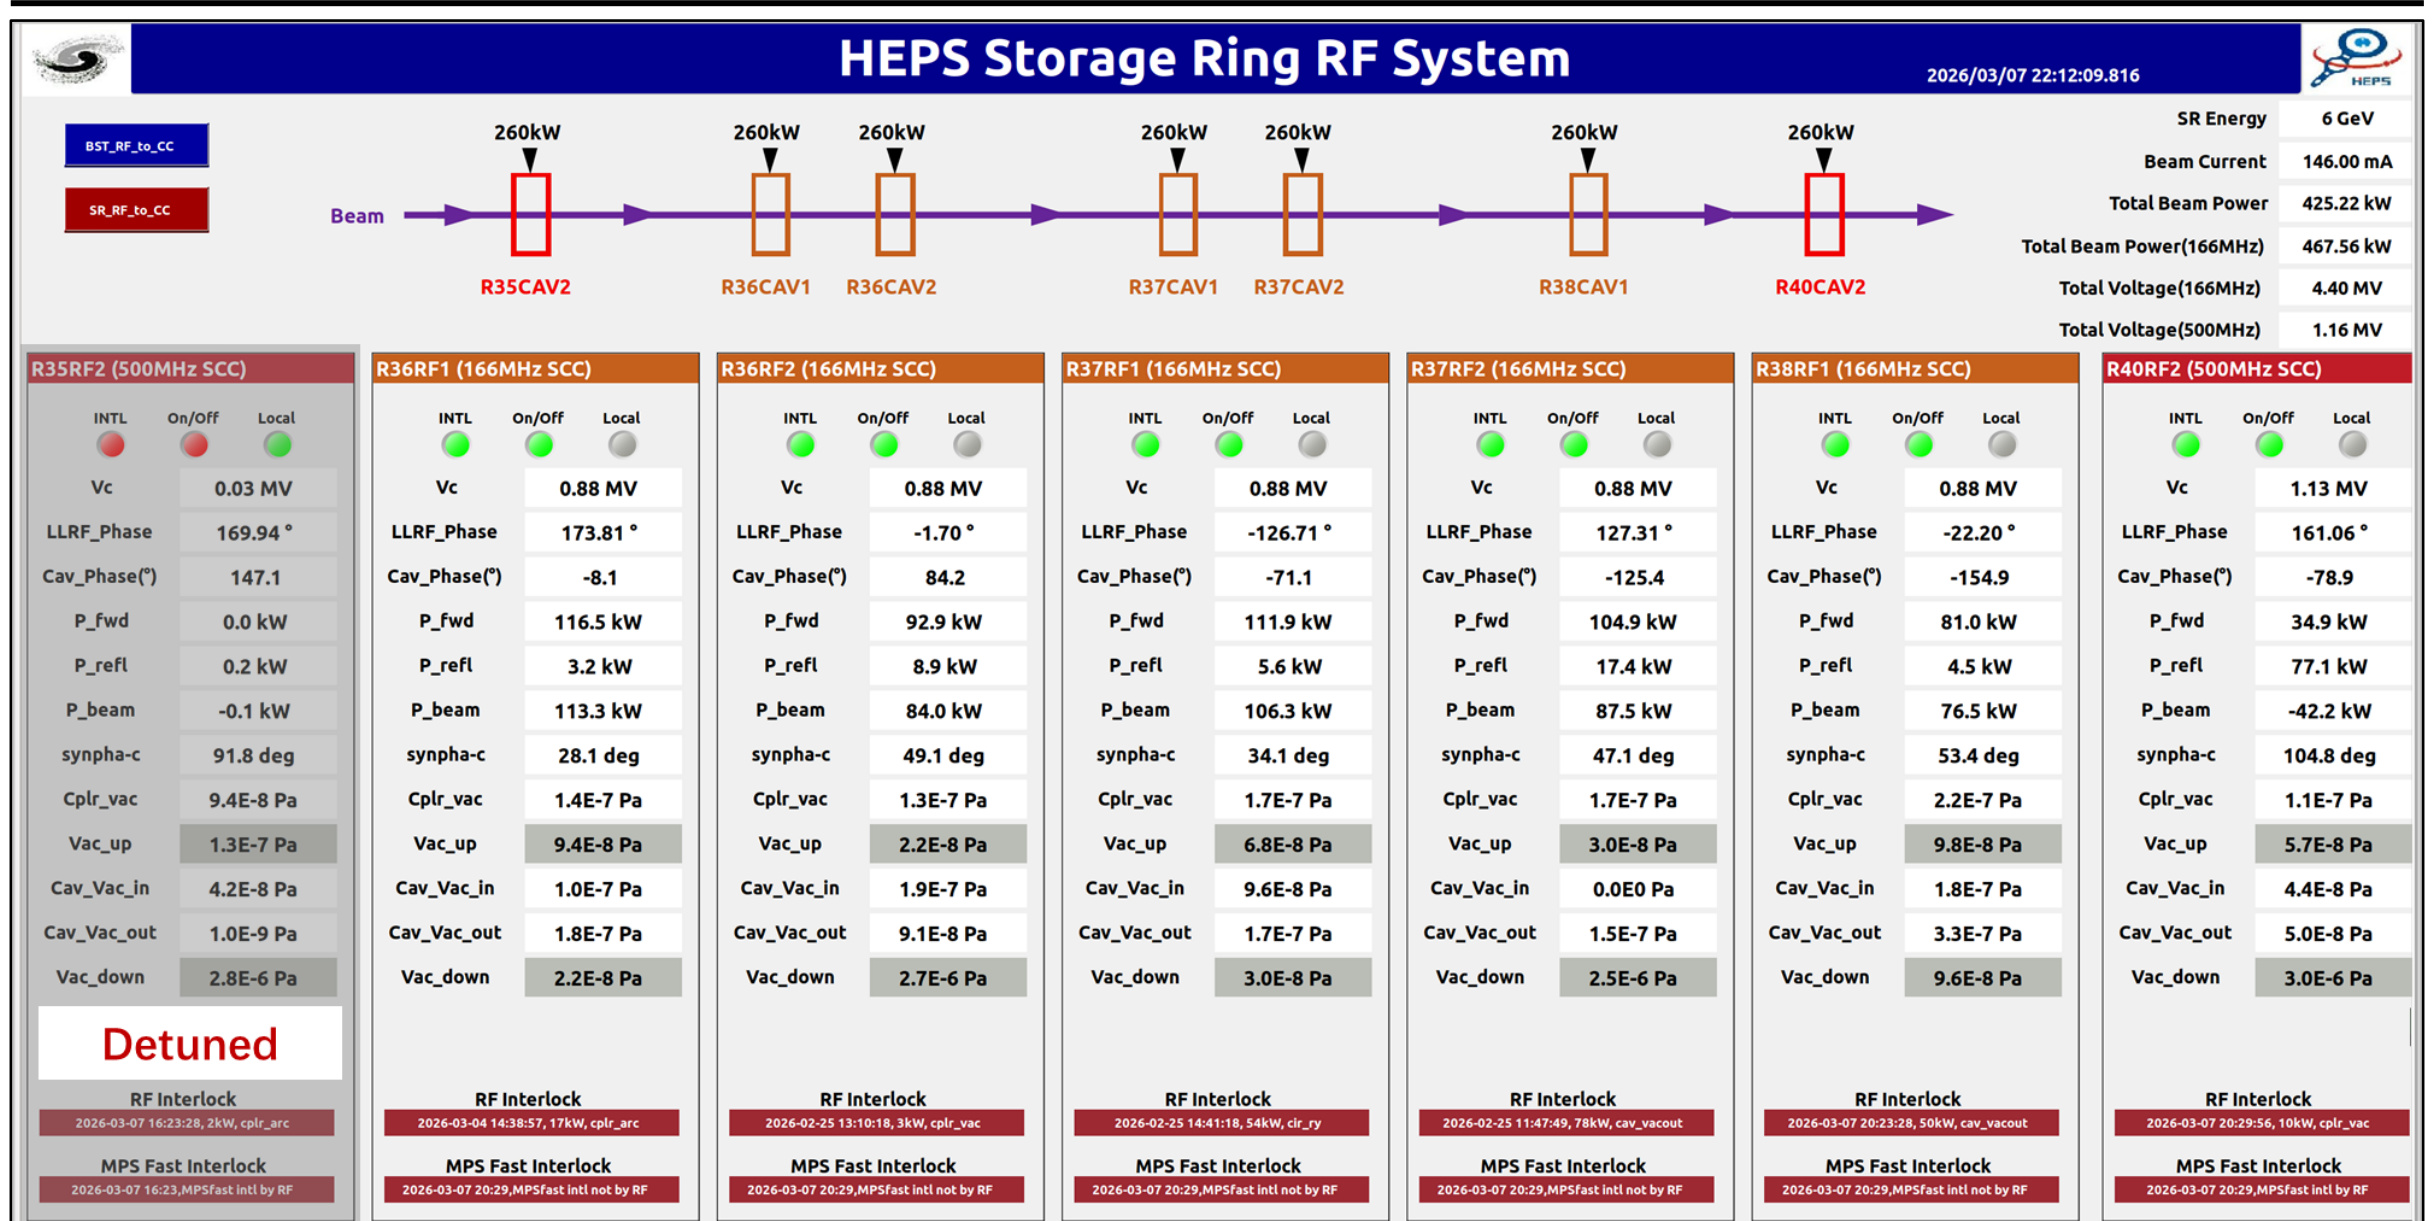 HEPS Storage Ring RF System
2026/03/07 22:12:09.816
HEPS
BST_RF_to_CC
SR_RF_to_CC
260kW 260kW 260kW 260kW 260kW 260kW 260kW
Beam
R35CAV2 R36CAV1 R36CAV2 R37CAV1 R37CAV2 R38CAV1 R40CAV2
SR Energy 6 GeV
Beam Current 146.00 mA
Total Beam Power 425.22 kW
Total Beam Power(166MHz) 467.56 kW
Total Voltage(166MHz) 4.40 MV
Total Voltage(500MHz) 1.16 MV
R35RF2 (500MHz SCC)
INTL On/Off Local
Vc 0.03 MV
LLRF_Phase 169.94 °
Cav_Phase(°) 147.1
P_fwd 0.0 kW
P_refl 0.2 kW
P_beam -0.1 kW
synpha-c 91.8 deg
Cplr_vac 9.4E-8 Pa
Vac_up 1.3E-7 Pa
Cav_Vac_in 4.2E-8 Pa
Cav_Vac_out 1.0E-9 Pa
Vac_down 2.8E-6 Pa
Detuned
RF Interlock
2026-03-07 16:23:28, 2kW, cplr_arc
MPS Fast Interlock
2026-03-07 16:23,MPSfast intl by RF
R36RF1 (166MHz SCC)
INTL On/Off Local
Vc 0.88 MV
LLRF_Phase 173.81 °
Cav_Phase(°) -8.1
P_fwd 116.5 kW
P_refl 3.2 kW
P_beam 113.3 kW
synpha-c 28.1 deg
Cplr_vac 1.4E-7 Pa
Vac_up 9.4E-8 Pa
Cav_Vac_in 1.0E-7 Pa
Cav_Vac_out 1.8E-7 Pa
Vac_down 2.2E-8 Pa
RF Interlock
2026-03-04 14:38:57, 17kW, cplr_arc
MPS Fast Interlock
2026-03-07 20:29,MPSfast intl not by RF
R36RF2 (166MHz SCC)
INTL On/Off Local
Vc 0.88 MV
LLRF_Phase -1.70 °
Cav_Phase(°) 84.2
P_fwd 92.9 kW
P_refl 8.9 kW
P_beam 84.0 kW
synpha-c 49.1 deg
Cplr_vac 1.3E-7 Pa
Vac_up 2.2E-8 Pa
Cav_Vac_in 1.9E-7 Pa
Cav_Vac_out 9.1E-8 Pa
Vac_down 2.7E-6 Pa
RF Interlock
2026-02-25 13:10:18, 3kW, cplr_vac
MPS Fast Interlock
2026-03-07 20:29,MPSfast intl not by RF
R37RF1 (166MHz SCC)
INTL On/Off Local
Vc 0.88 MV
LLRF_Phase -126.71 °
Cav_Phase(°) -71.1
P_fwd 111.9 kW
P_refl 5.6 kW
P_beam 106.3 kW
synpha-c 34.1 deg
Cplr_vac 1.7E-7 Pa
Vac_up 6.8E-8 Pa
Cav_Vac_in 9.6E-8 Pa
Cav_Vac_out 1.7E-7 Pa
Vac_down 3.0E-8 Pa
RF Interlock
2026-02-25 14:41:18, 54kW, cir_ry
MPS Fast Interlock
2026-03-07 20:29,MPSfast intl not by RF
R37RF2 (166MHz SCC)
INTL On/Off Local
Vc 0.88 MV
LLRF_Phase 127.31 °
Cav_Phase(°) -125.4
P_fwd 104.9 kW
P_refl 17.4 kW
P_beam 87.5 kW
synpha-c 47.1 deg
Cplr_vac 1.7E-7 Pa
Vac_up 3.0E-8 Pa
Cav_Vac_in 0.0E0 Pa
Cav_Vac_out 1.5E-7 Pa
Vac_down 2.5E-6 Pa
RF Interlock
2026-02-25 11:47:49, 78kW, cav_vacout
MPS Fast Interlock
2026-03-07 20:29,MPSfast intl not by RF
R38RF1 (166MHz SCC)
INTL On/Off Local
Vc 0.88 MV
LLRF_Phase -22.20 °
Cav_Phase(°) -154.9
P_fwd 81.0 kW
P_refl 4.5 kW
P_beam 76.5 kW
synpha-c 53.4 deg
Cplr_vac 2.2E-7 Pa
Vac_up 9.8E-8 Pa
Cav_Vac_in 1.8E-7 Pa
Cav_Vac_out 3.3E-7 Pa
Vac_down 9.6E-8 Pa
RF Interlock
2026-03-07 20:23:28, 50kW, cav_vacout
MPS Fast Interlock
2026-03-07 20:29,MPSfast intl not by RF
R40RF2 (500MHz SCC)
INTL On/Off Local
Vc 1.13 MV
LLRF_Phase 161.06 °
Cav_Phase(°) -78.9
P_fwd 34.9 kW
P_refl 77.1 kW
P_beam -42.2 kW
synpha-c 104.8 deg
Cplr_vac 1.1E-7 Pa
Vac_up 5.7E-8 Pa
Cav_Vac_in 4.4E-8 Pa
Cav_Vac_out 5.0E-8 Pa
Vac_down 3.0E-6 Pa
RF Interlock
2026-03-07 20:29:56, 10kW, cplr_vac
MPS Fast Interlock
2026-03-07 20:29,MPSfast intl by RF